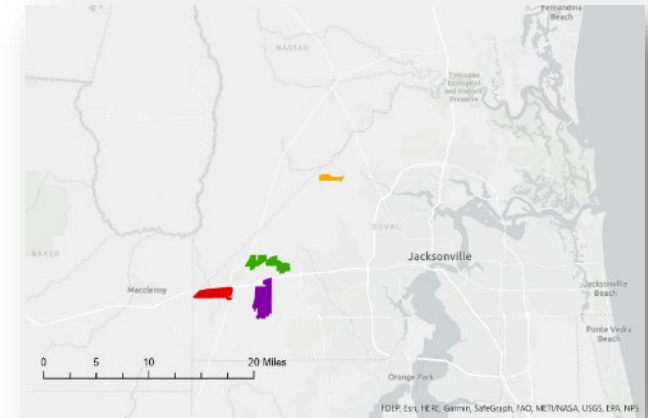 Fernandina
Beach
NASSAU
Timucuan
Ecological
and Historic
Preserve
DUVAL
BAKER
Jacksonville
Macclenny
Jacksonville
Beach
Ponte Vedra
Beach
0 5 10 20 Miles
Orange Park
FDEP, Esri, HERE, Garmin, SafeGraph, FAO, METI/NASA, USGS, EPA, NPS